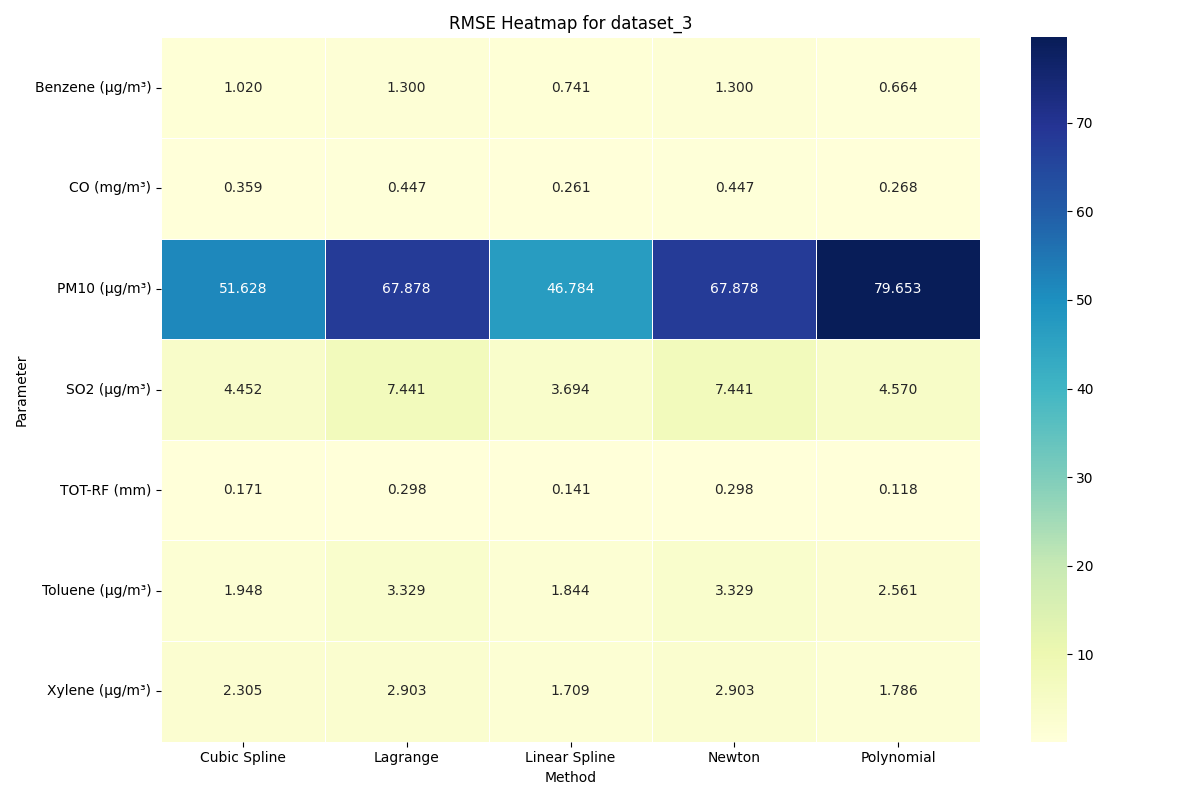 RMSE Heatmap for dataset_3
Parameter
Benzene (µg/m³) 1.020 1.300 0.741 1.300 0.664
CO (mg/m³) 0.359 0.447 0.261 0.447 0.268
PM10 (µg/m³) 51.628 67.878 46.784 67.878 79.653
SO2 (µg/m³) 4.452 7.441 3.694 7.441 4.570
TOT-RF (mm) 0.171 0.298 0.141 0.298 0.118
Toluene (µg/m³) 1.948 3.329 1.844 3.329 2.561
Xylene (µg/m³) 2.305 2.903 1.709 2.903 1.786
Cubic Spline Lagrange Linear Spline Newton Polynomial
Method
70
60
50
40
30
20
10